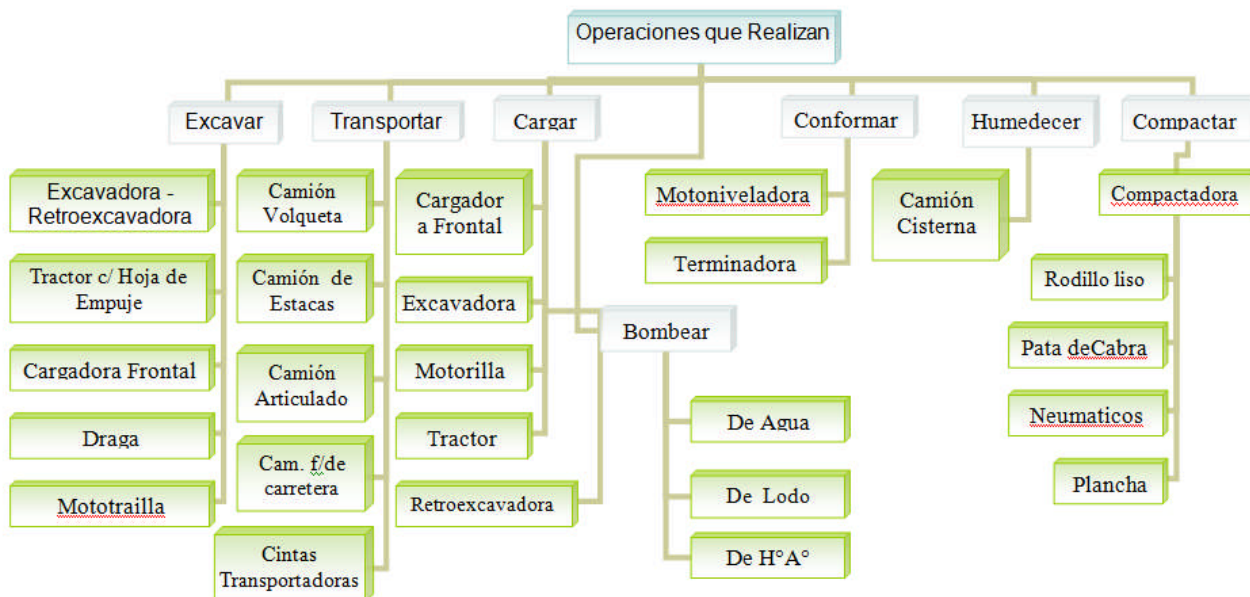 Operaciones que Realizan
Excavar
Transportar
Cargar
Conformar
Humedecer
Compactar
Excavadora -
Retroexcavadora
Tractor c/ Hoja de
Empuje
Cargadora Frontal
Draga
Mototrailla
Camión
Volqueta
Camión de
Estacas
Camión
Articulado
Cam. f/de
carretera
Cintas
Transportadoras
Cargador
a Frontal
Excavadora
Motorilla
Tractor
Retroexcavadora
Bombear
De Agua
De Lodo
De H°A°
Motoniveladora
Terminadora
Camión
Cisterna
Compactadora
Rodillo liso
Pata deCabra
Neumaticos
Plancha